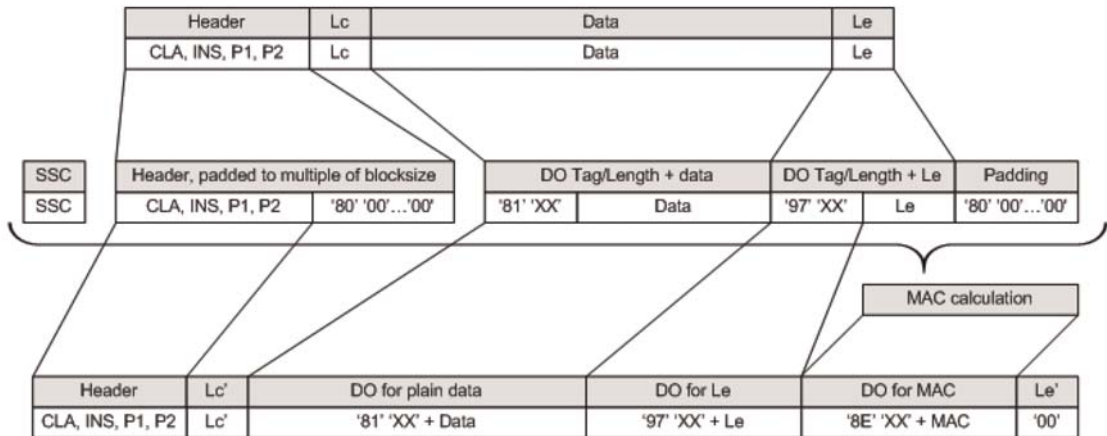 Header Lc Data Le
CLA, INS, P1, P2 Lc Data Le
SSC Header, padded to multiple of blocksize DO Tag/Length + data DO Tag/Length + Le Padding
SSC CLA, INS, P1, P2 '80' '00'...'00' '81' 'XX' Data '97' 'XX' Le '80' '00'...'00'
MAC calculation
Header Lc' DO for plain data DO for Le DO for MAC Le'
CLA, INS, P1, P2 Lc' '81' 'XX' + Data '97' 'XX' + Le '8E' 'XX' + MAC '00'